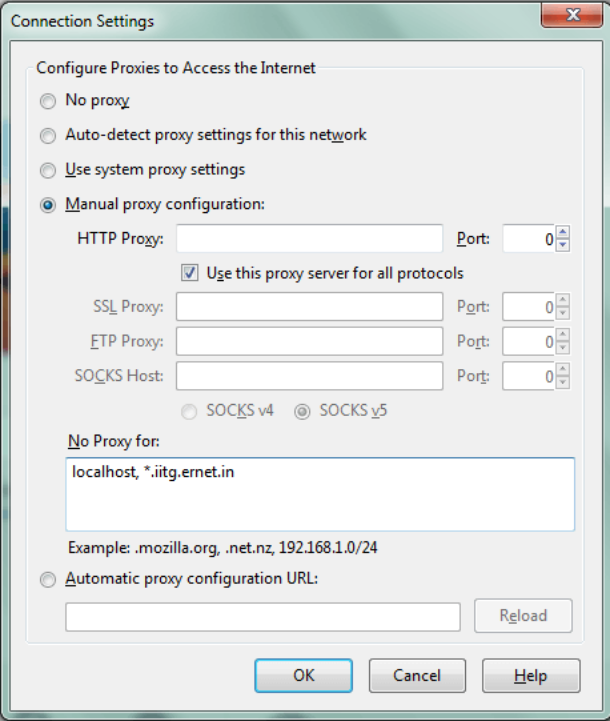 Connection Settings
Configure Proxies to Access the Internet
No proxy
Auto-detect proxy settings for this network
Use system proxy settings
Manual proxy configuration:
HTTP Proxy: Port: 0
Use this proxy server for all protocols
SSL Proxy: Port: 0
FTP Proxy: Port: 0
SOCKS Host: Port: 0
SOCKS v4 SOCKS v5
No Proxy for:
localhost, *.iitg.ernet.in
Example: .mozilla.org, .net.nz, 192.168.1.0/24
Automatic proxy configuration URL:
Reload
OK Cancel Help